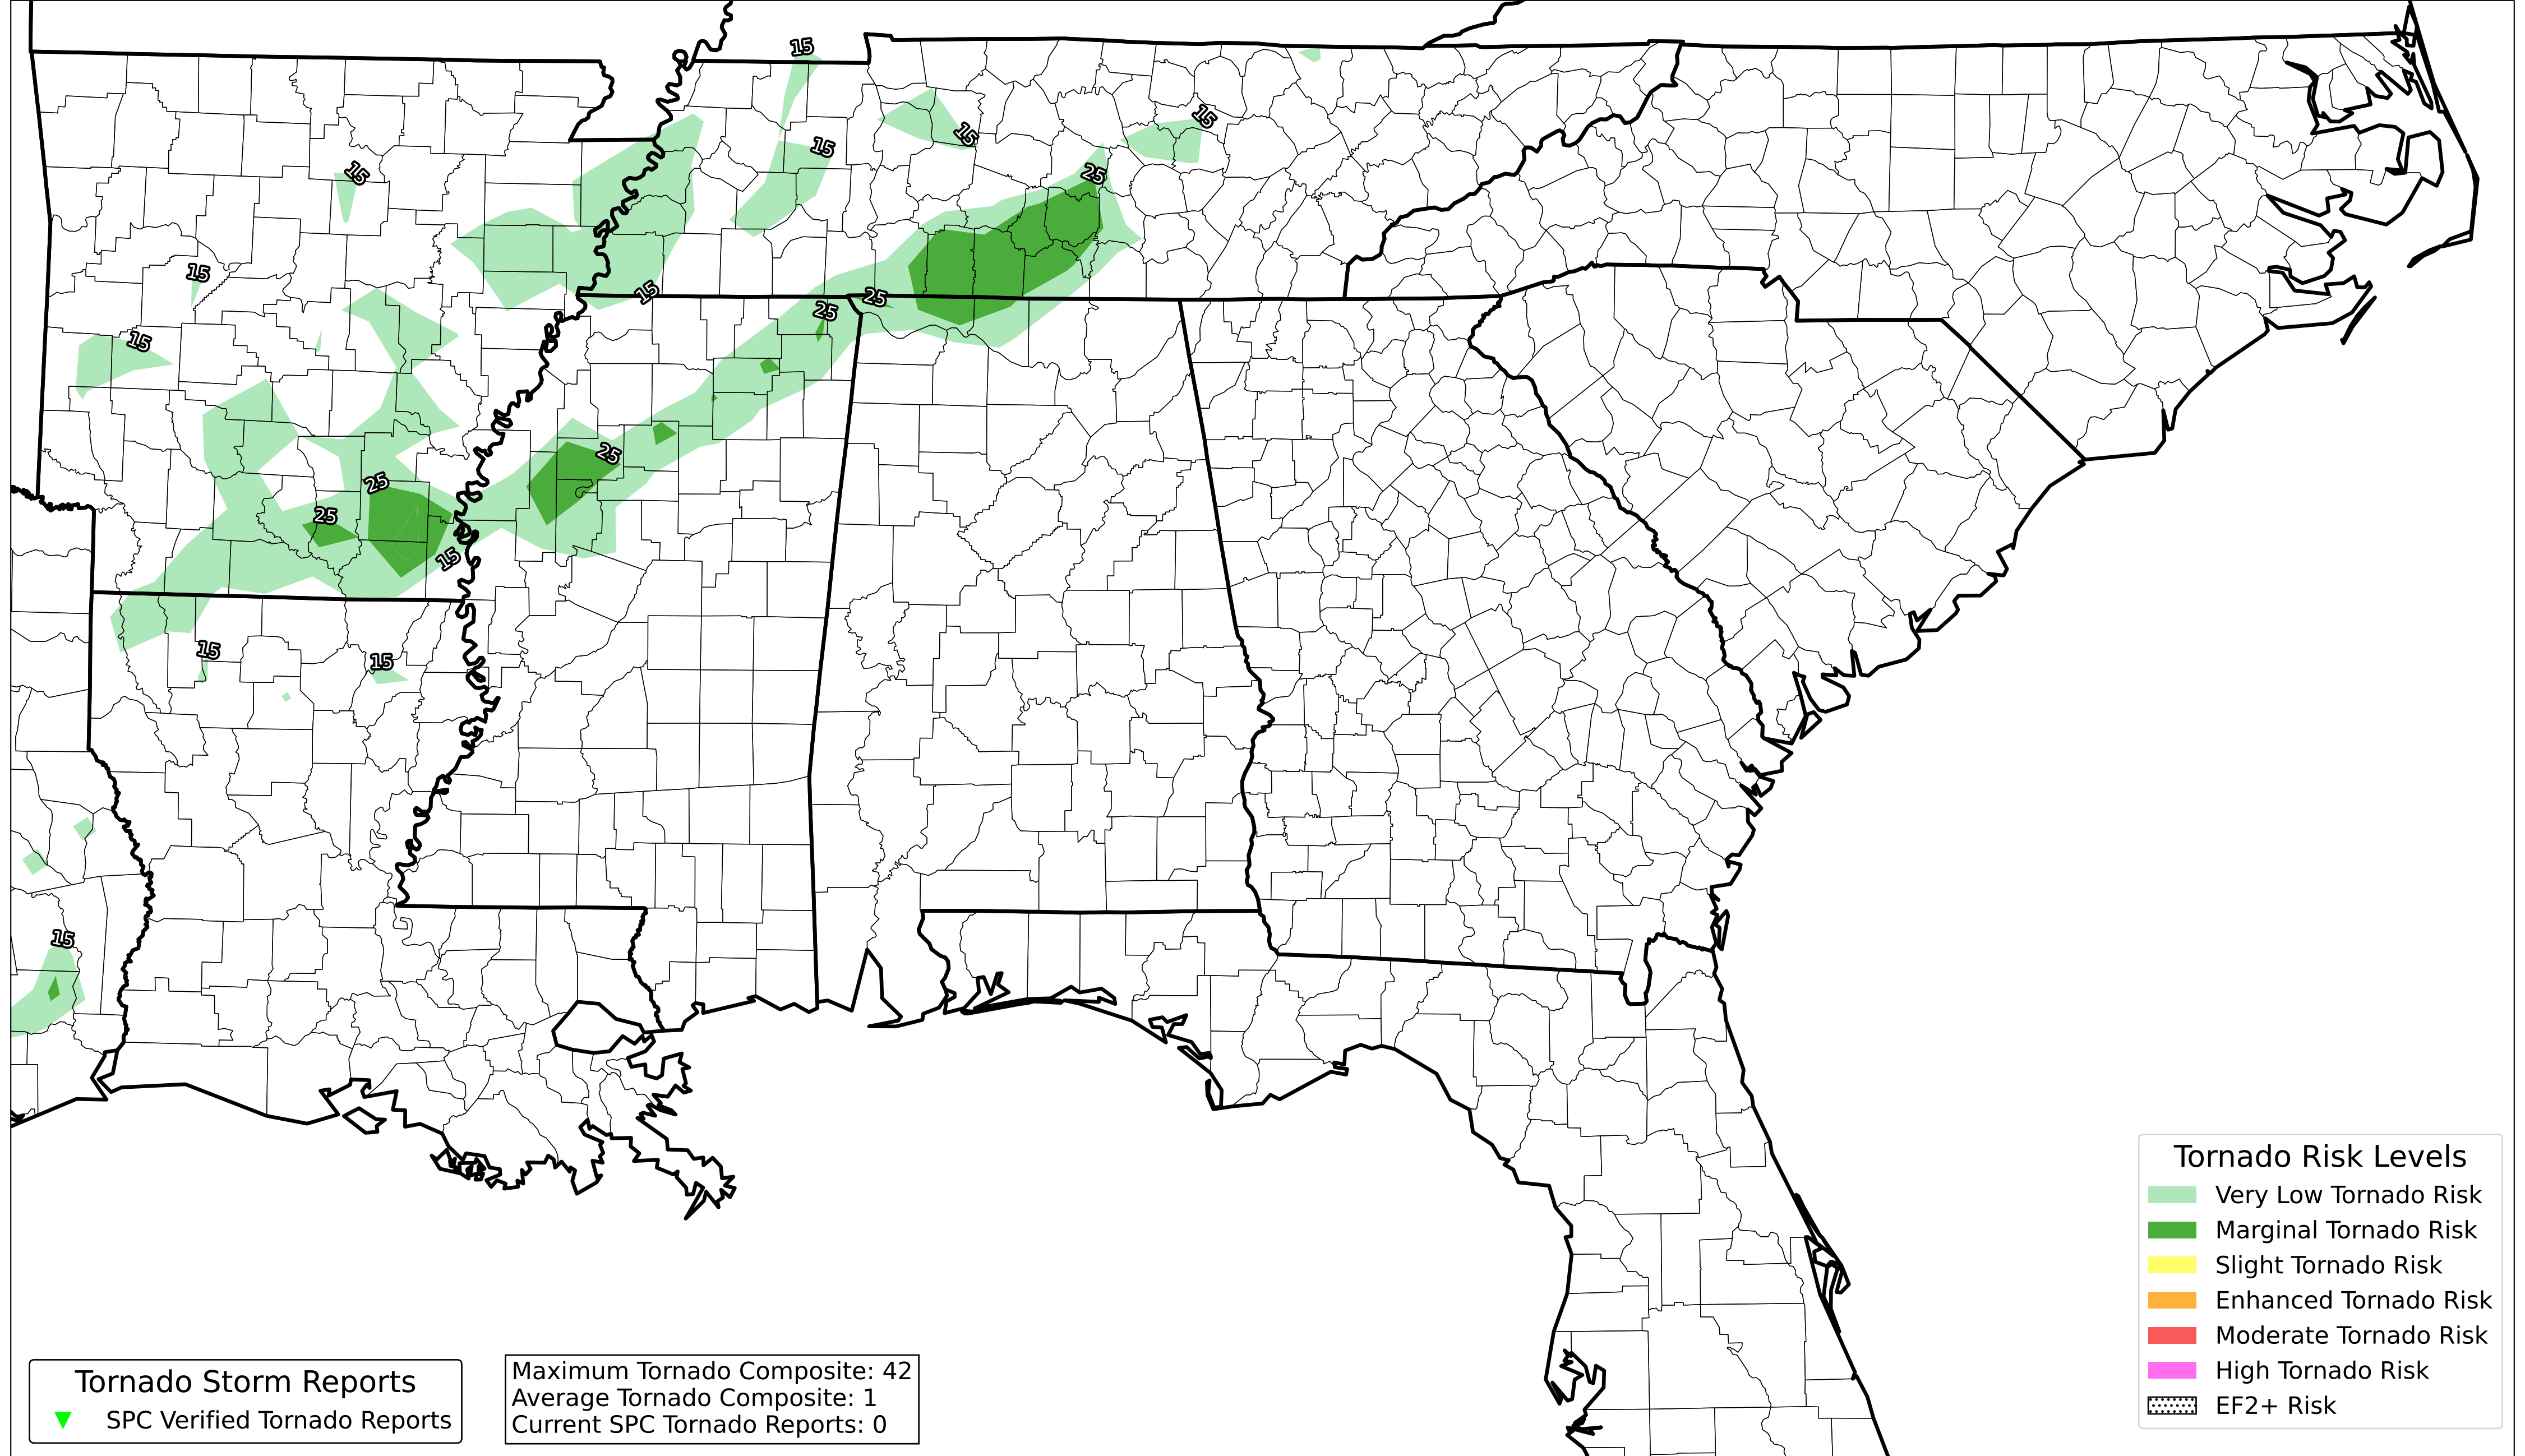 15
15
15
15
15
25
15
15
25
25
15
25
25
25
15
15
15
15
Tornado Risk Levels
Very Low Tornado Risk
Marginal Tornado Risk
Slight Tornado Risk
Enhanced Tornado Risk
Moderate Tornado Risk
High Tornado Risk
EF2+ Risk
Tornado Storm Reports
SPC Verified Tornado Reports
Maximum Tornado Composite: 42
Average Tornado Composite: 1
Current SPC Tornado Reports: 0